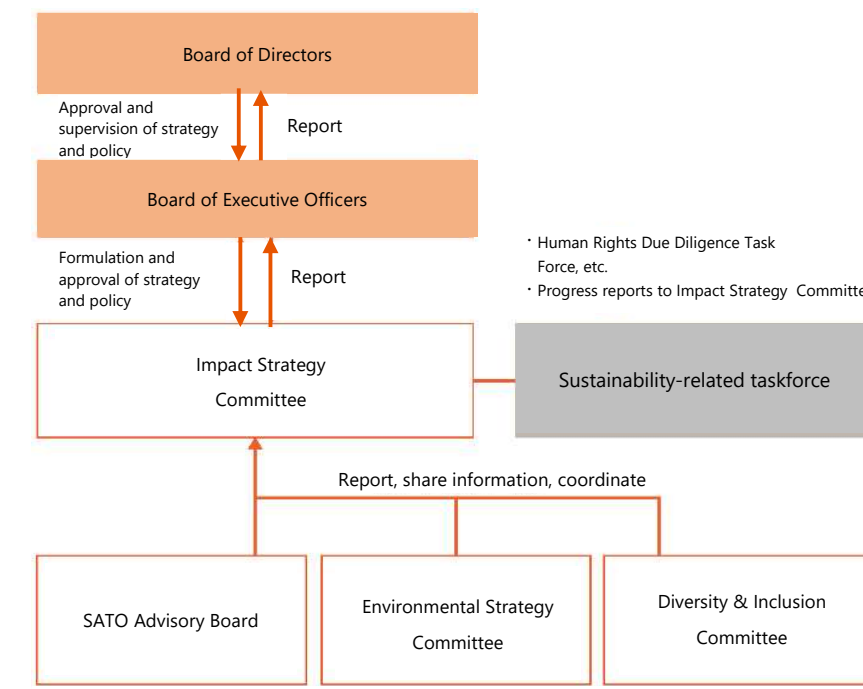 Board of Directors
Approval and
supervision of strategy
and policy
Report
Board of Executive Officers
Formulation and
approval of strategy
and policy
Report
・Human Rights Due Diligence Task
Force, etc.
・Progress reports to Impact Strategy Committe
Impact Strategy
Committee
Sustainability-related taskforce
Report, share information, coordinate
SATO Advisory Board
Environmental Strategy
Committee
Diversity & Inclusion
Committee